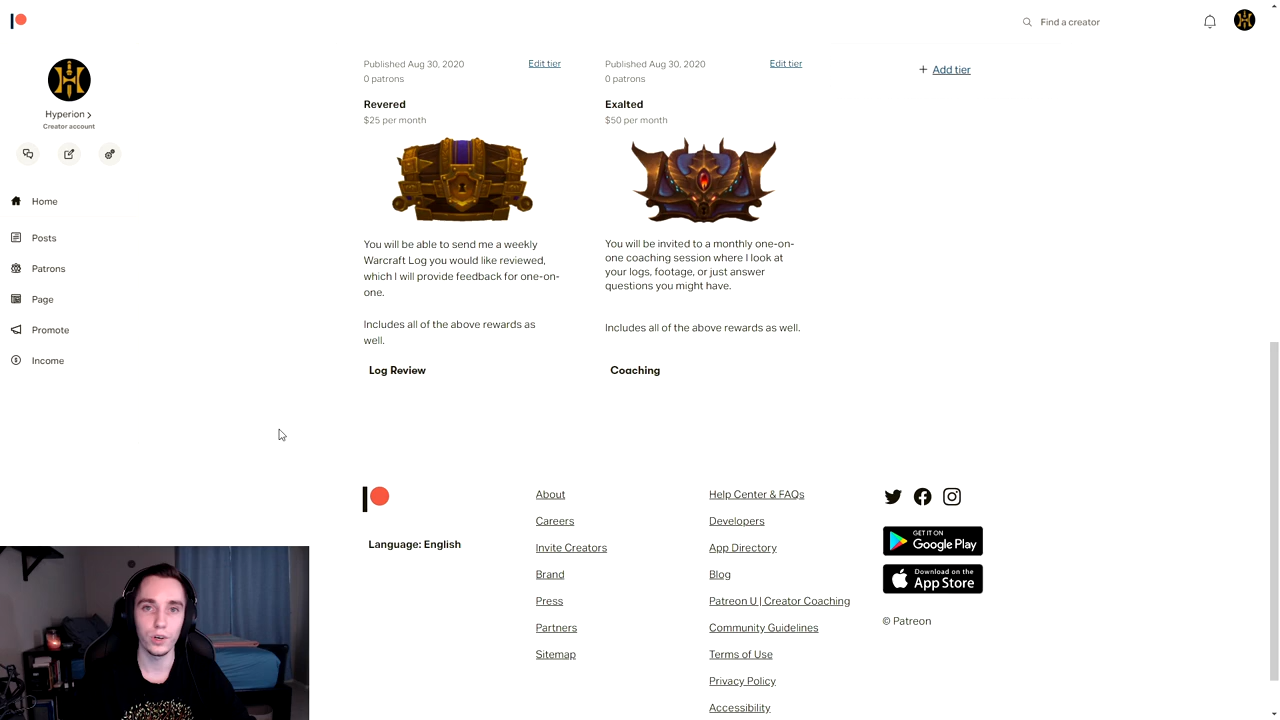 Find a creator
Hyperion
Creator account
Home
Posts
Patrons
Page
Promote
Income
Published Aug 30, 2020
Edit tier
0 patrons
Revered
$25 per month
You will be able to send me a weekly
Warcraft Log you would like reviewed,
which I will provide feedback for one-on-
one.
Includes all of the above rewards as
well.
Log Review
Published Aug 30, 2020
Edit tier
0 patrons
Exalted
$50 per month
You will be invited to a monthly one-on-
one coaching session where I look at
your logs, footage, or just answer
questions you might have.
Includes all of the above rewards as well.
Coaching
+ Add tier
Language: English
About
Careers
Invite Creators
Brand
Press
Partners
Sitemap
Help Center & FAQs
Developers
App Directory
Blog
Patreon U | Creator Coaching
Community Guidelines
Terms of Use
Privacy Policy
Accessibility
GET IT ON
Google Play
Download on the
App Store
© Patreon